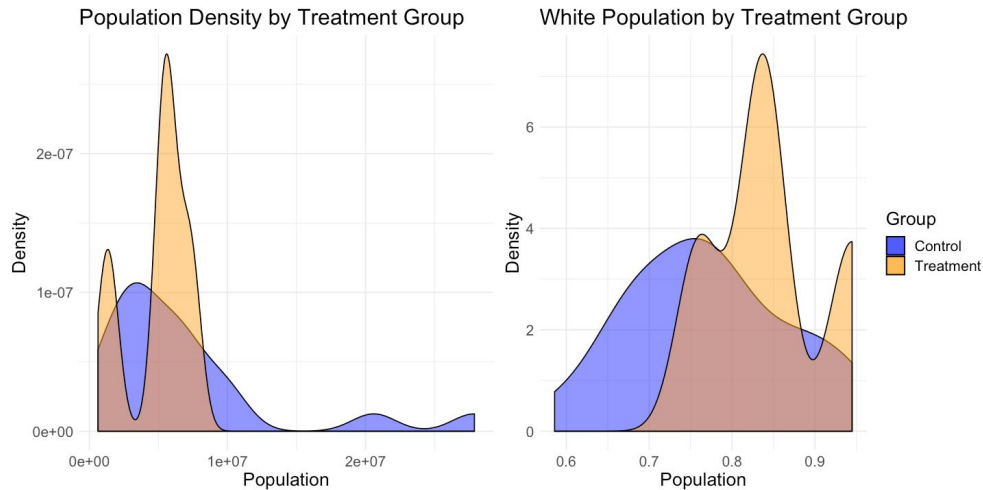 Population Density by Treatment Group
Density
2e-07
1e-07
0e+00
0e+00 1e+07 2e+07
Population
White Population by Treatment Group
Density
6
4
2
0
0.6 0.7 0.8 0.9
Population
Group
Control
Treatment